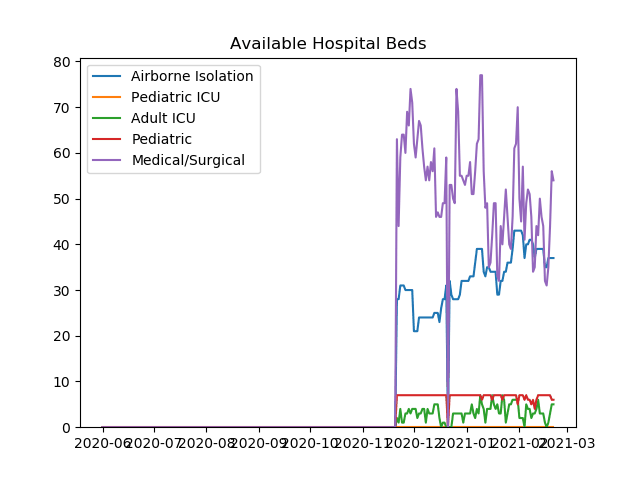 Available Hospital Beds
80
70
60
50
40
30
20
10
0
Airborne Isolation
Pediatric ICU
Adult ICU
Pediatric
Medical/Surgical
2020-06 2020-07 2020-08 2020-09 2020-10 2020-11 2020-12 2021-01 2021-02 2021-03